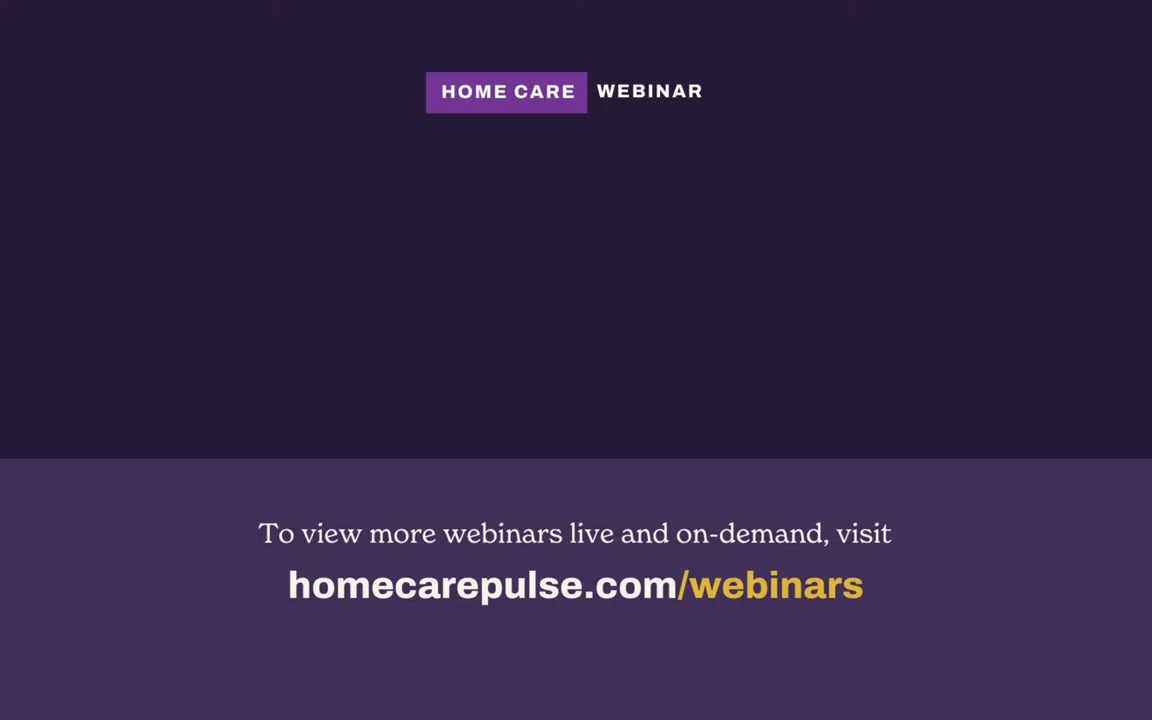 HOME CARE WEBINAR
To view more webinars live and on-demand, visit
homecarepulse.com/webinars